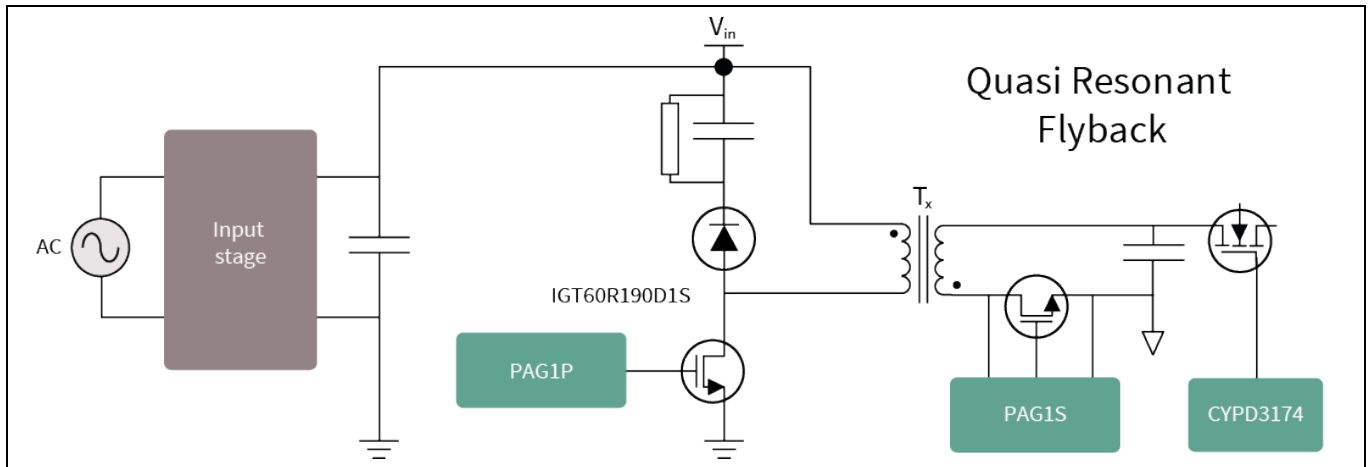 V_in
Quasi Resonant
Flyback
T_x
Input
stage
AC
IGT60R190D1S
PAG1P
PAG1S
CYPD3174